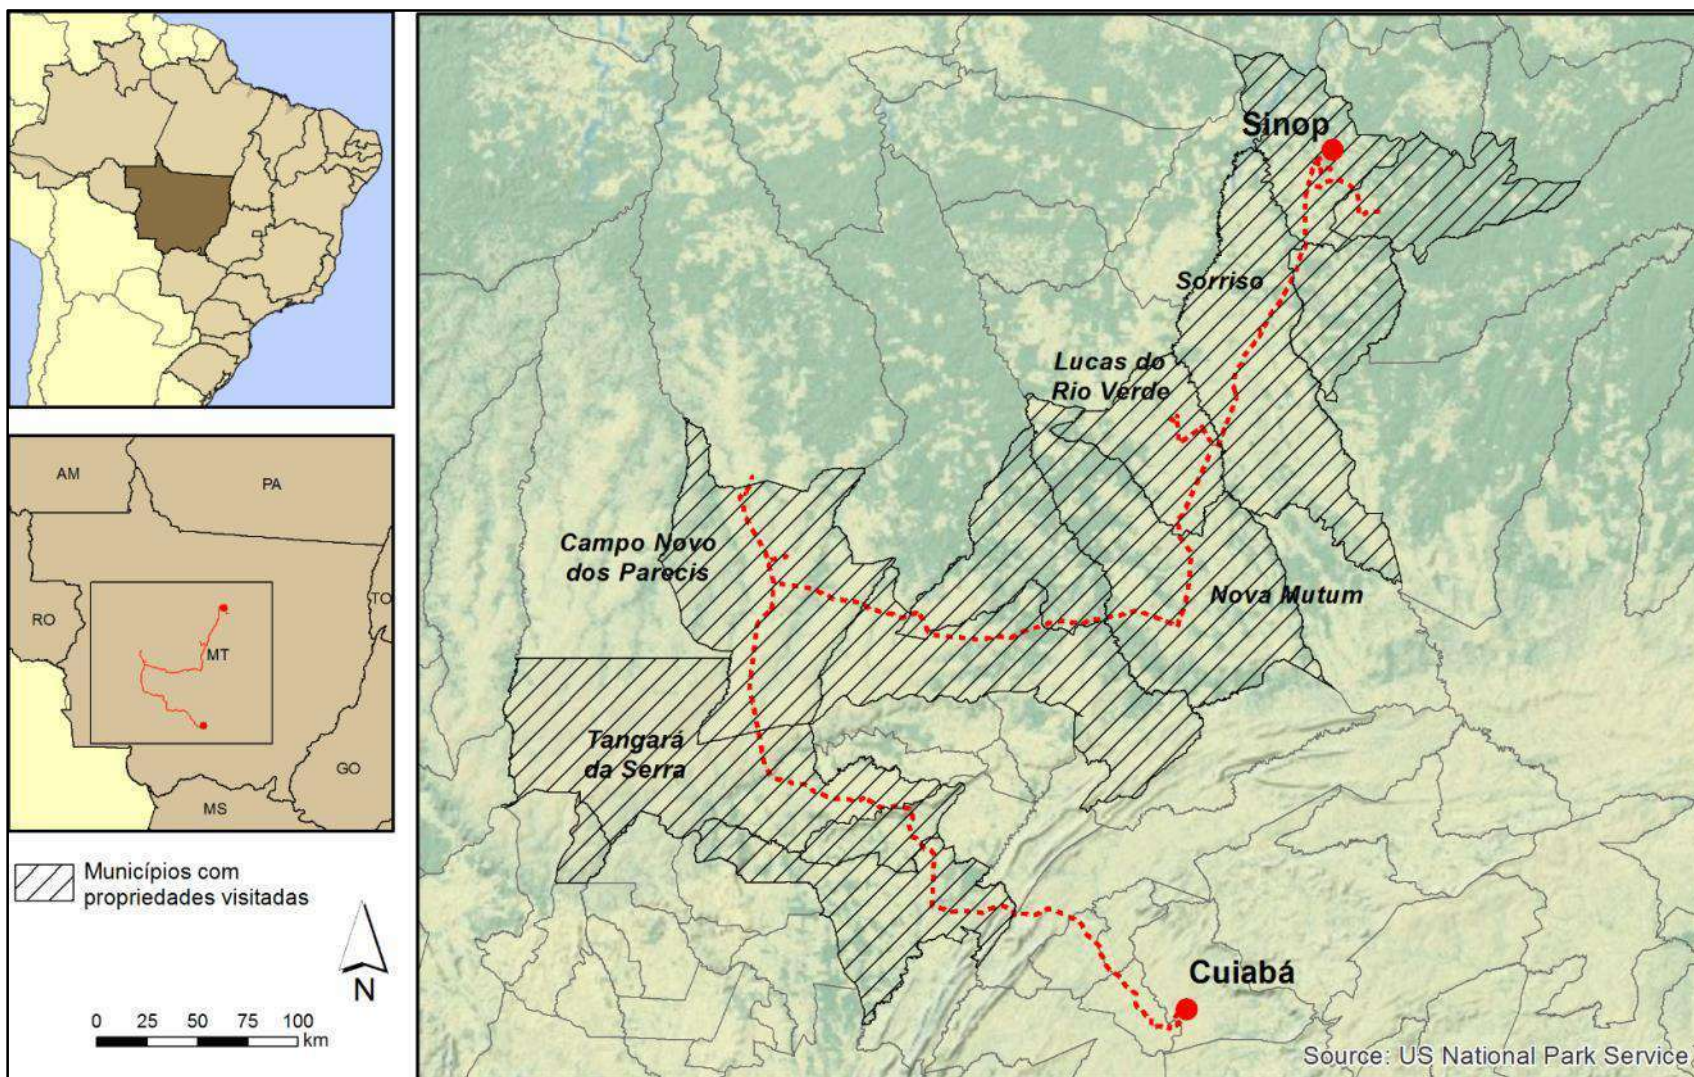 Sinop
Sorriso
Lucas do
Rio Verde
Campo Novo
dos Parecis
Nova Mutum
Tangará
da Serra
Cuiabá
Source: US National Park Service
AM
PA
RO
MT
TO
GO
MS
Municípios com
propriedades visitadas
N
0 25 50 75 100
km